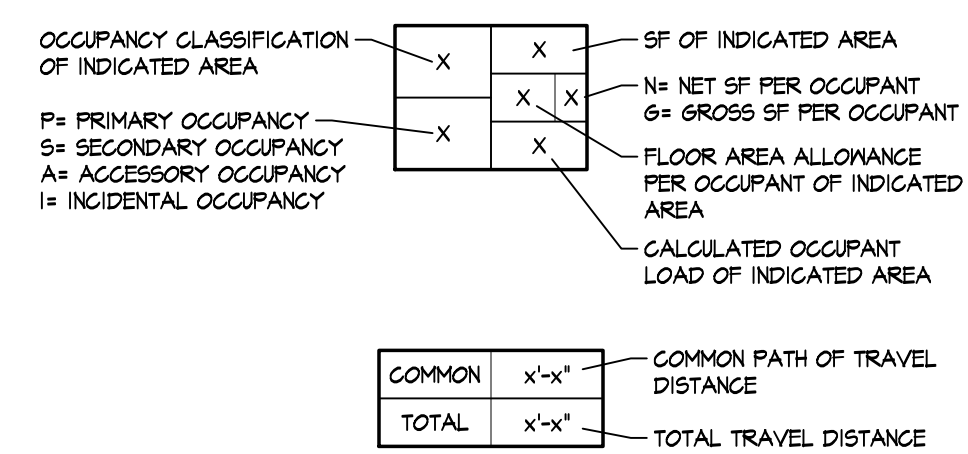 OCCUPANCY CLASSIFICATION
OF INDICATED AREA
P= PRIMARY OCCUPANCY
S= SECONDARY OCCUPANCY
A= ACCESSORY OCCUPANCY
I= INCIDENTAL OCCUPANCY
X
X
X
X
X
X
SF OF INDICATED AREA
N= NET SF PER OCCUPANT
G= GROSS SF PER OCCUPANT
FLOOR AREA ALLOWANCE
PER OCCUPANT OF INDICATED
AREA
CALCULATED OCCUPANT
LOAD OF INDICATED AREA
COMMON x'-x"
TOTAL x'-x"
COMMON PATH OF TRAVEL
DISTANCE
TOTAL TRAVEL DISTANCE